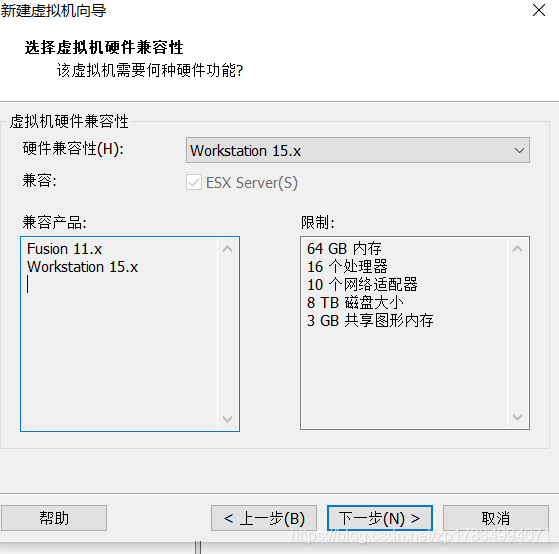 新建虚拟机向导
选择虚拟机硬件兼容性
该虚拟机需要何种硬件功能?
虚拟机硬件兼容性
硬件兼容性(H):
Workstation 15.x
兼容:
ESX Server(S)
兼容产品:
Fusion 11.x
Workstation 15.x
限制:
64 GB 内存
16 个处理器
10 个网络适配器
8 TB 磁盘大小
3 GB 共享图形内存
帮助
< 上一步(B)
下一步(N) >
取消
https://blog.csdn.net/zp17834994071